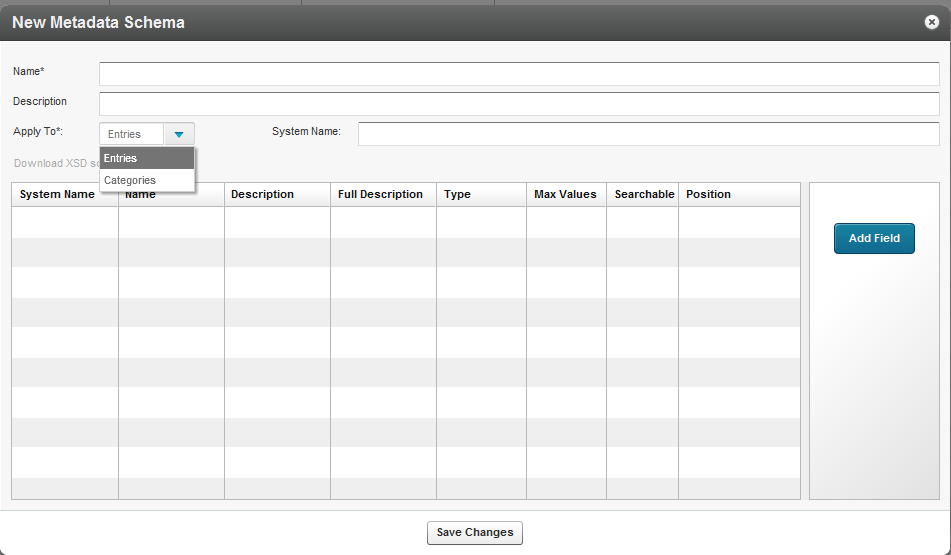 New Metadata Schema
Name*
Description
Apply To*: Entries System Name:
Entries
Categories
Download XSD
System Name Name Description Full Description Type Max Values Searchable Position
Add Field
Save Changes